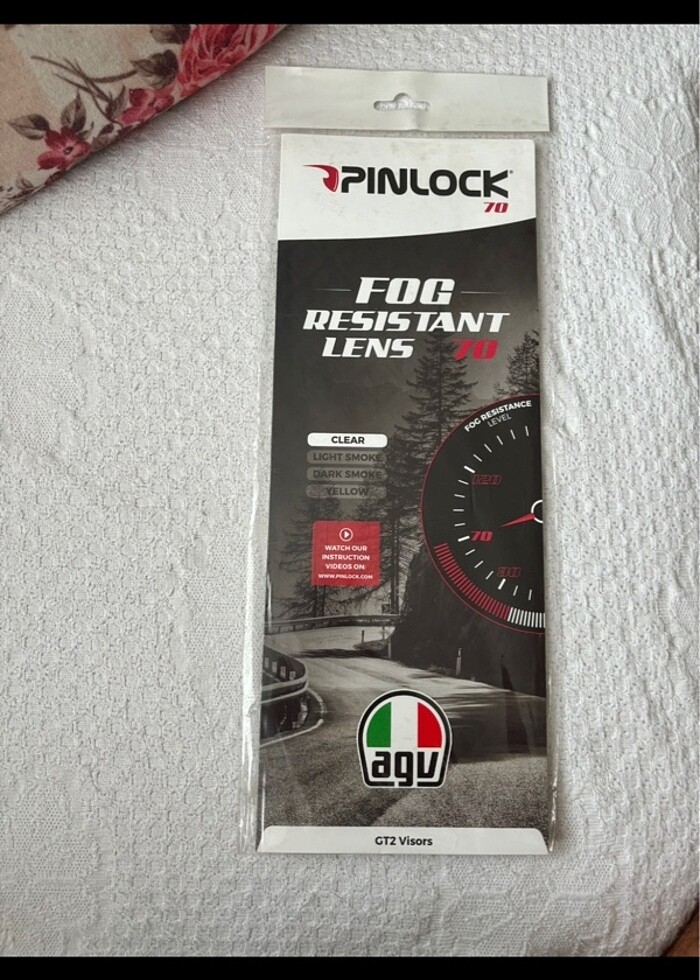 PINLOCK®
70
FOG
RESISTANT
LENS 70
CLEAR
LIGHT SMOKE
DARK SMOKE
YELLOW
WATCH OUR
INSTRUCTION
VIDEOS ON:
WWW.PINLOCK.COM
FOG RESISTANCE
LEVEL
120
70
30
agv
GT2 Visors